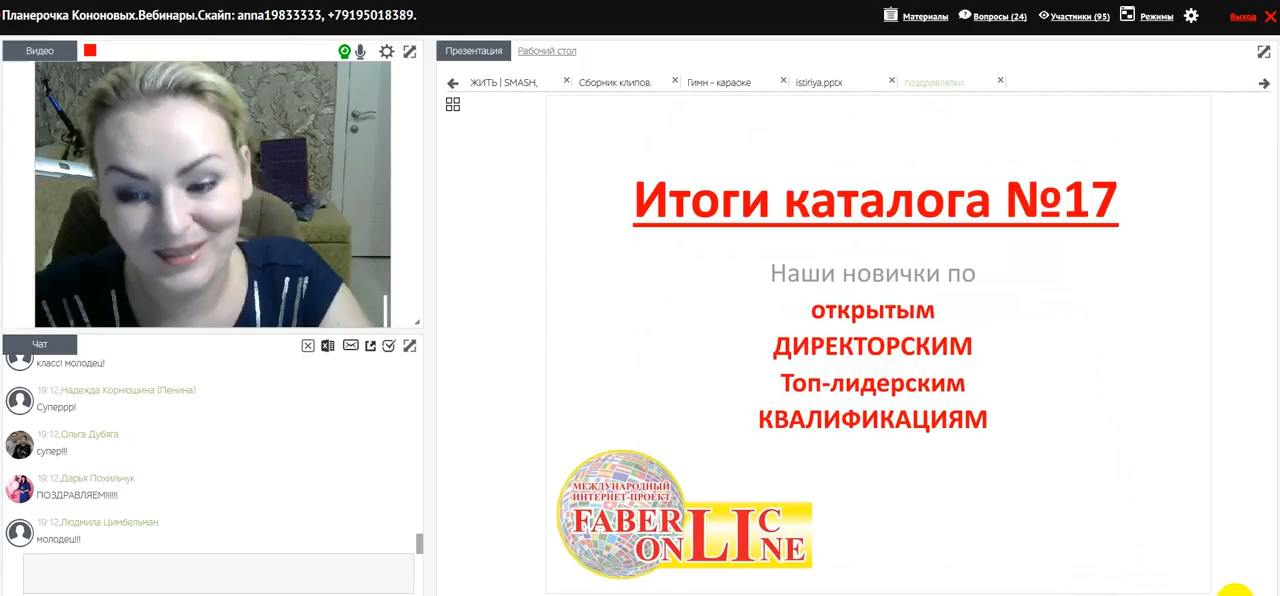 Планерочка Кононовых.Вебинары.Скайп: anna19833333, +79195018389.
Материалы
Вопросы (24)
Участники (95)
Режимы
Выход
Видео
Презентация
Рабочий стол
ЖИТЬ | SMASH,
Сборник клипов.
Гимн - караоке
istiriya.pptx
поздравлялки
Итоги каталога №17
Наши новички по
открытым
ДИРЕКТОРСКИМ
Топ-лидерским
КВАЛИФИКАЦИЯМ
МЕЖДУНАРОДНЫЙ
ИНТЕРНЕТ-ПРОЕКТ
FABERLIC
ONLINE
Чат
класс! молодец!
19:12,Надежда Корнюшина (Пенина)
Суперрр!
19:12,Ольга Дубяга
супер!!!
19:12,Дарья Похильчук
ПОЗДРАВЛЯЕМ!!!!!!
19:12,Людмила Цимбельман
молодец!!!